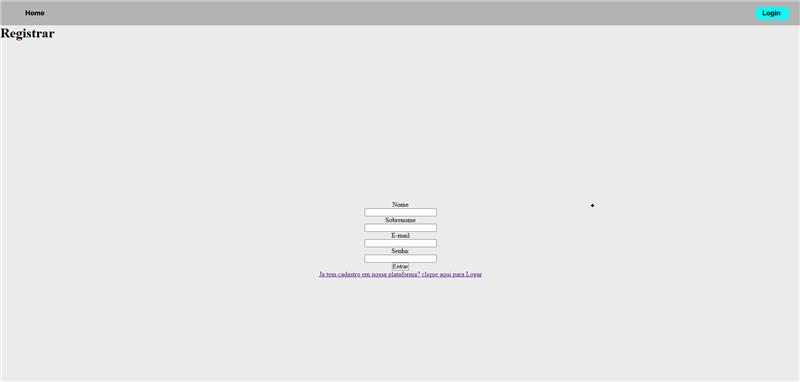 Home
Login
Registrar
Nome
Sobrenome
E-mail
Senha:
Entrar
Ja tem cadastro em nossa plataforma? clique aqui para Logar